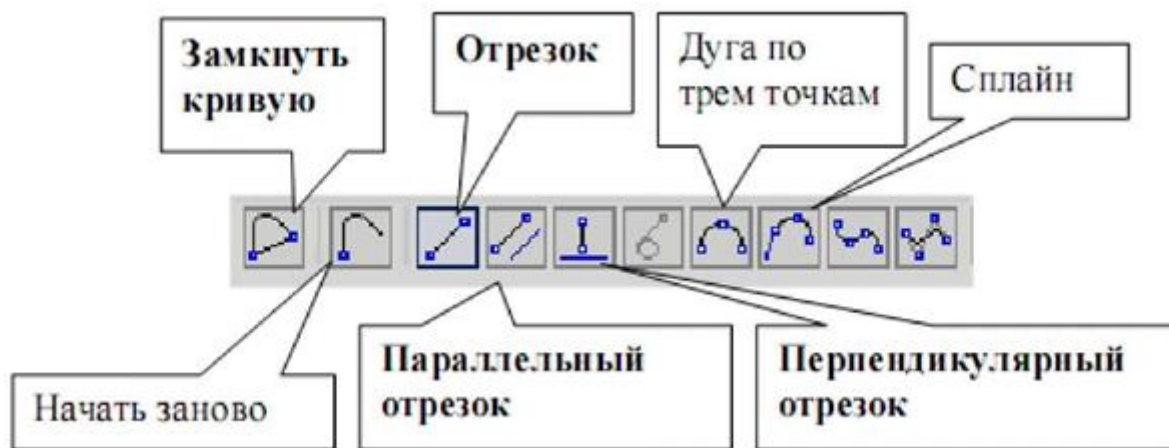 Замкнуть
кривую
Отрезок
Дуга по
трем точкам
Сплайн
Начать заново
Параллельный
отрезок
Перпендикулярный
отрезок